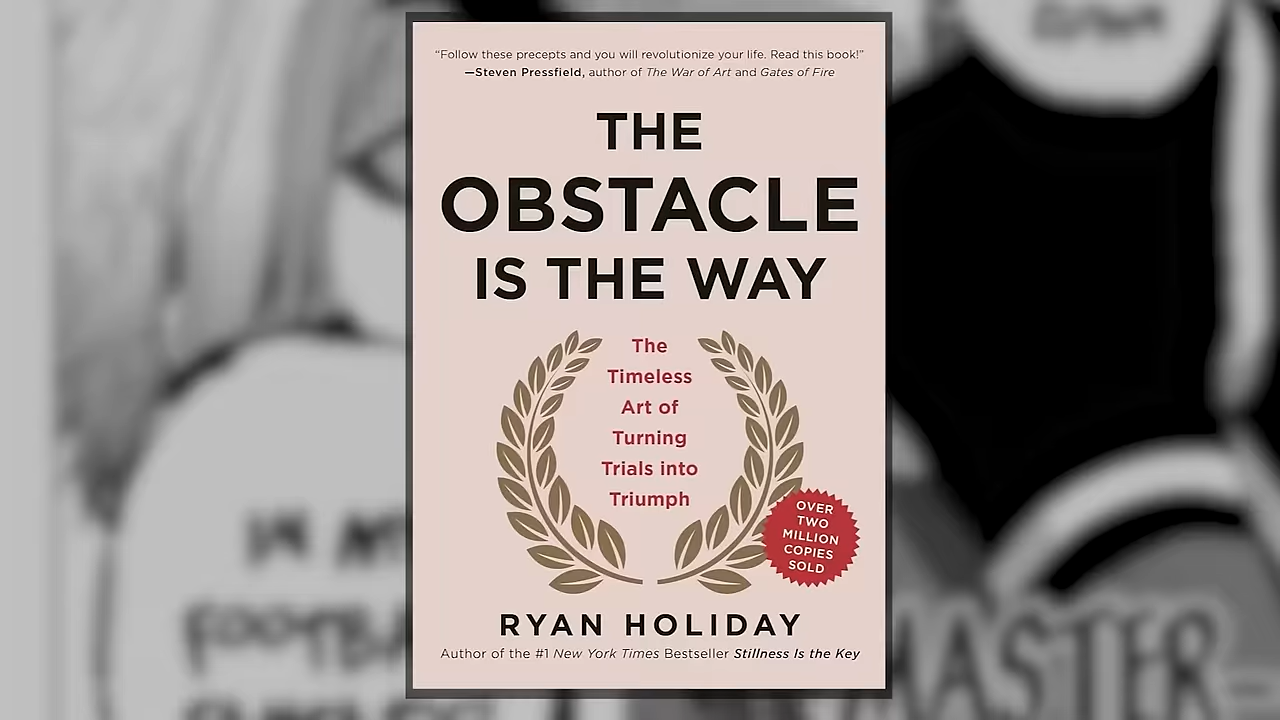 “Follow these precepts and you will revolutionize your life. Read this book!”
—Steven Pressfield, author of The War of Art and Gates of Fire
THE
OBSTACLE
IS THE WAY
The
Timeless
Art of
Turning
Trials into
Triumph
OVER
TWO
MILLION
COPIES
SOLD
RYAN HOLIDAY
Author of the #1 New York Times Bestseller Stillness Is the Key
MASTER